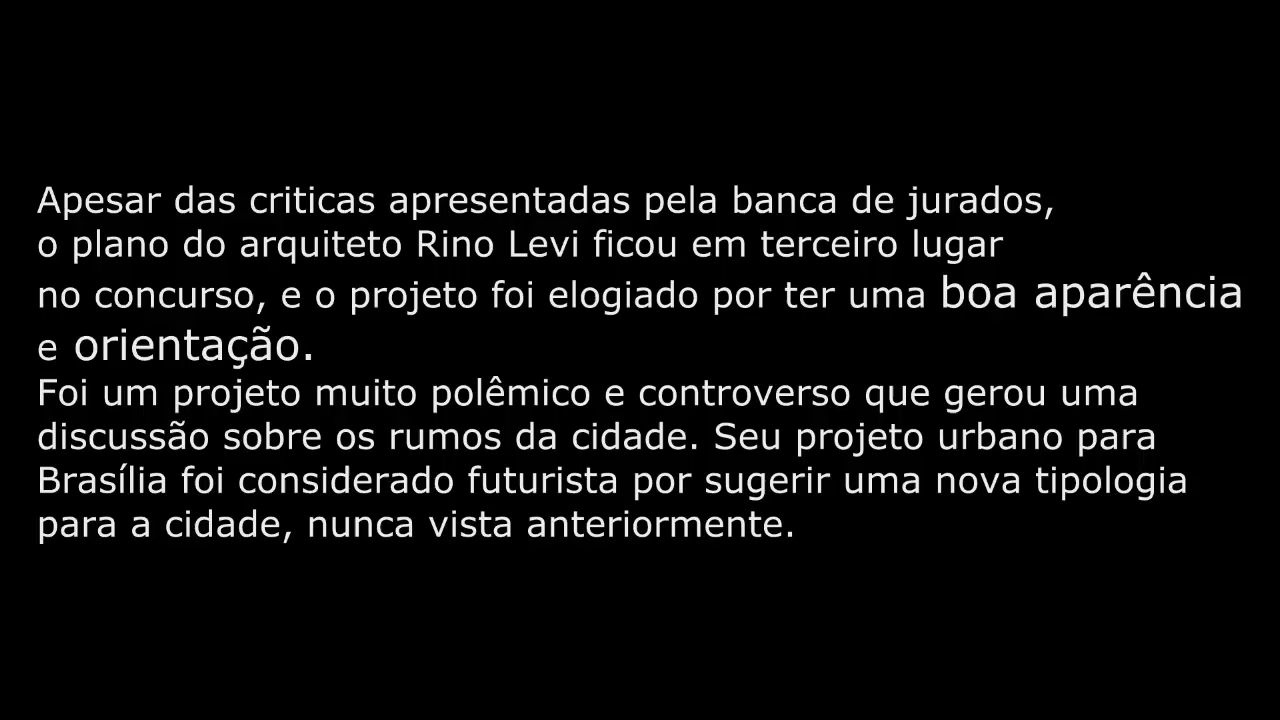 Apesar das criticas apresentadas pela banca de jurados,
o plano do arquiteto Rino Levi ficou em terceiro lugar
no concurso, e o projeto foi elogiado por ter uma boa aparência
e orientação.
Foi um projeto muito polêmico e controverso que gerou uma
discussão sobre os rumos da cidade. Seu projeto urbano para
Brasília foi considerado futurista por sugerir uma nova tipologia
para a cidade, nunca vista anteriormente.